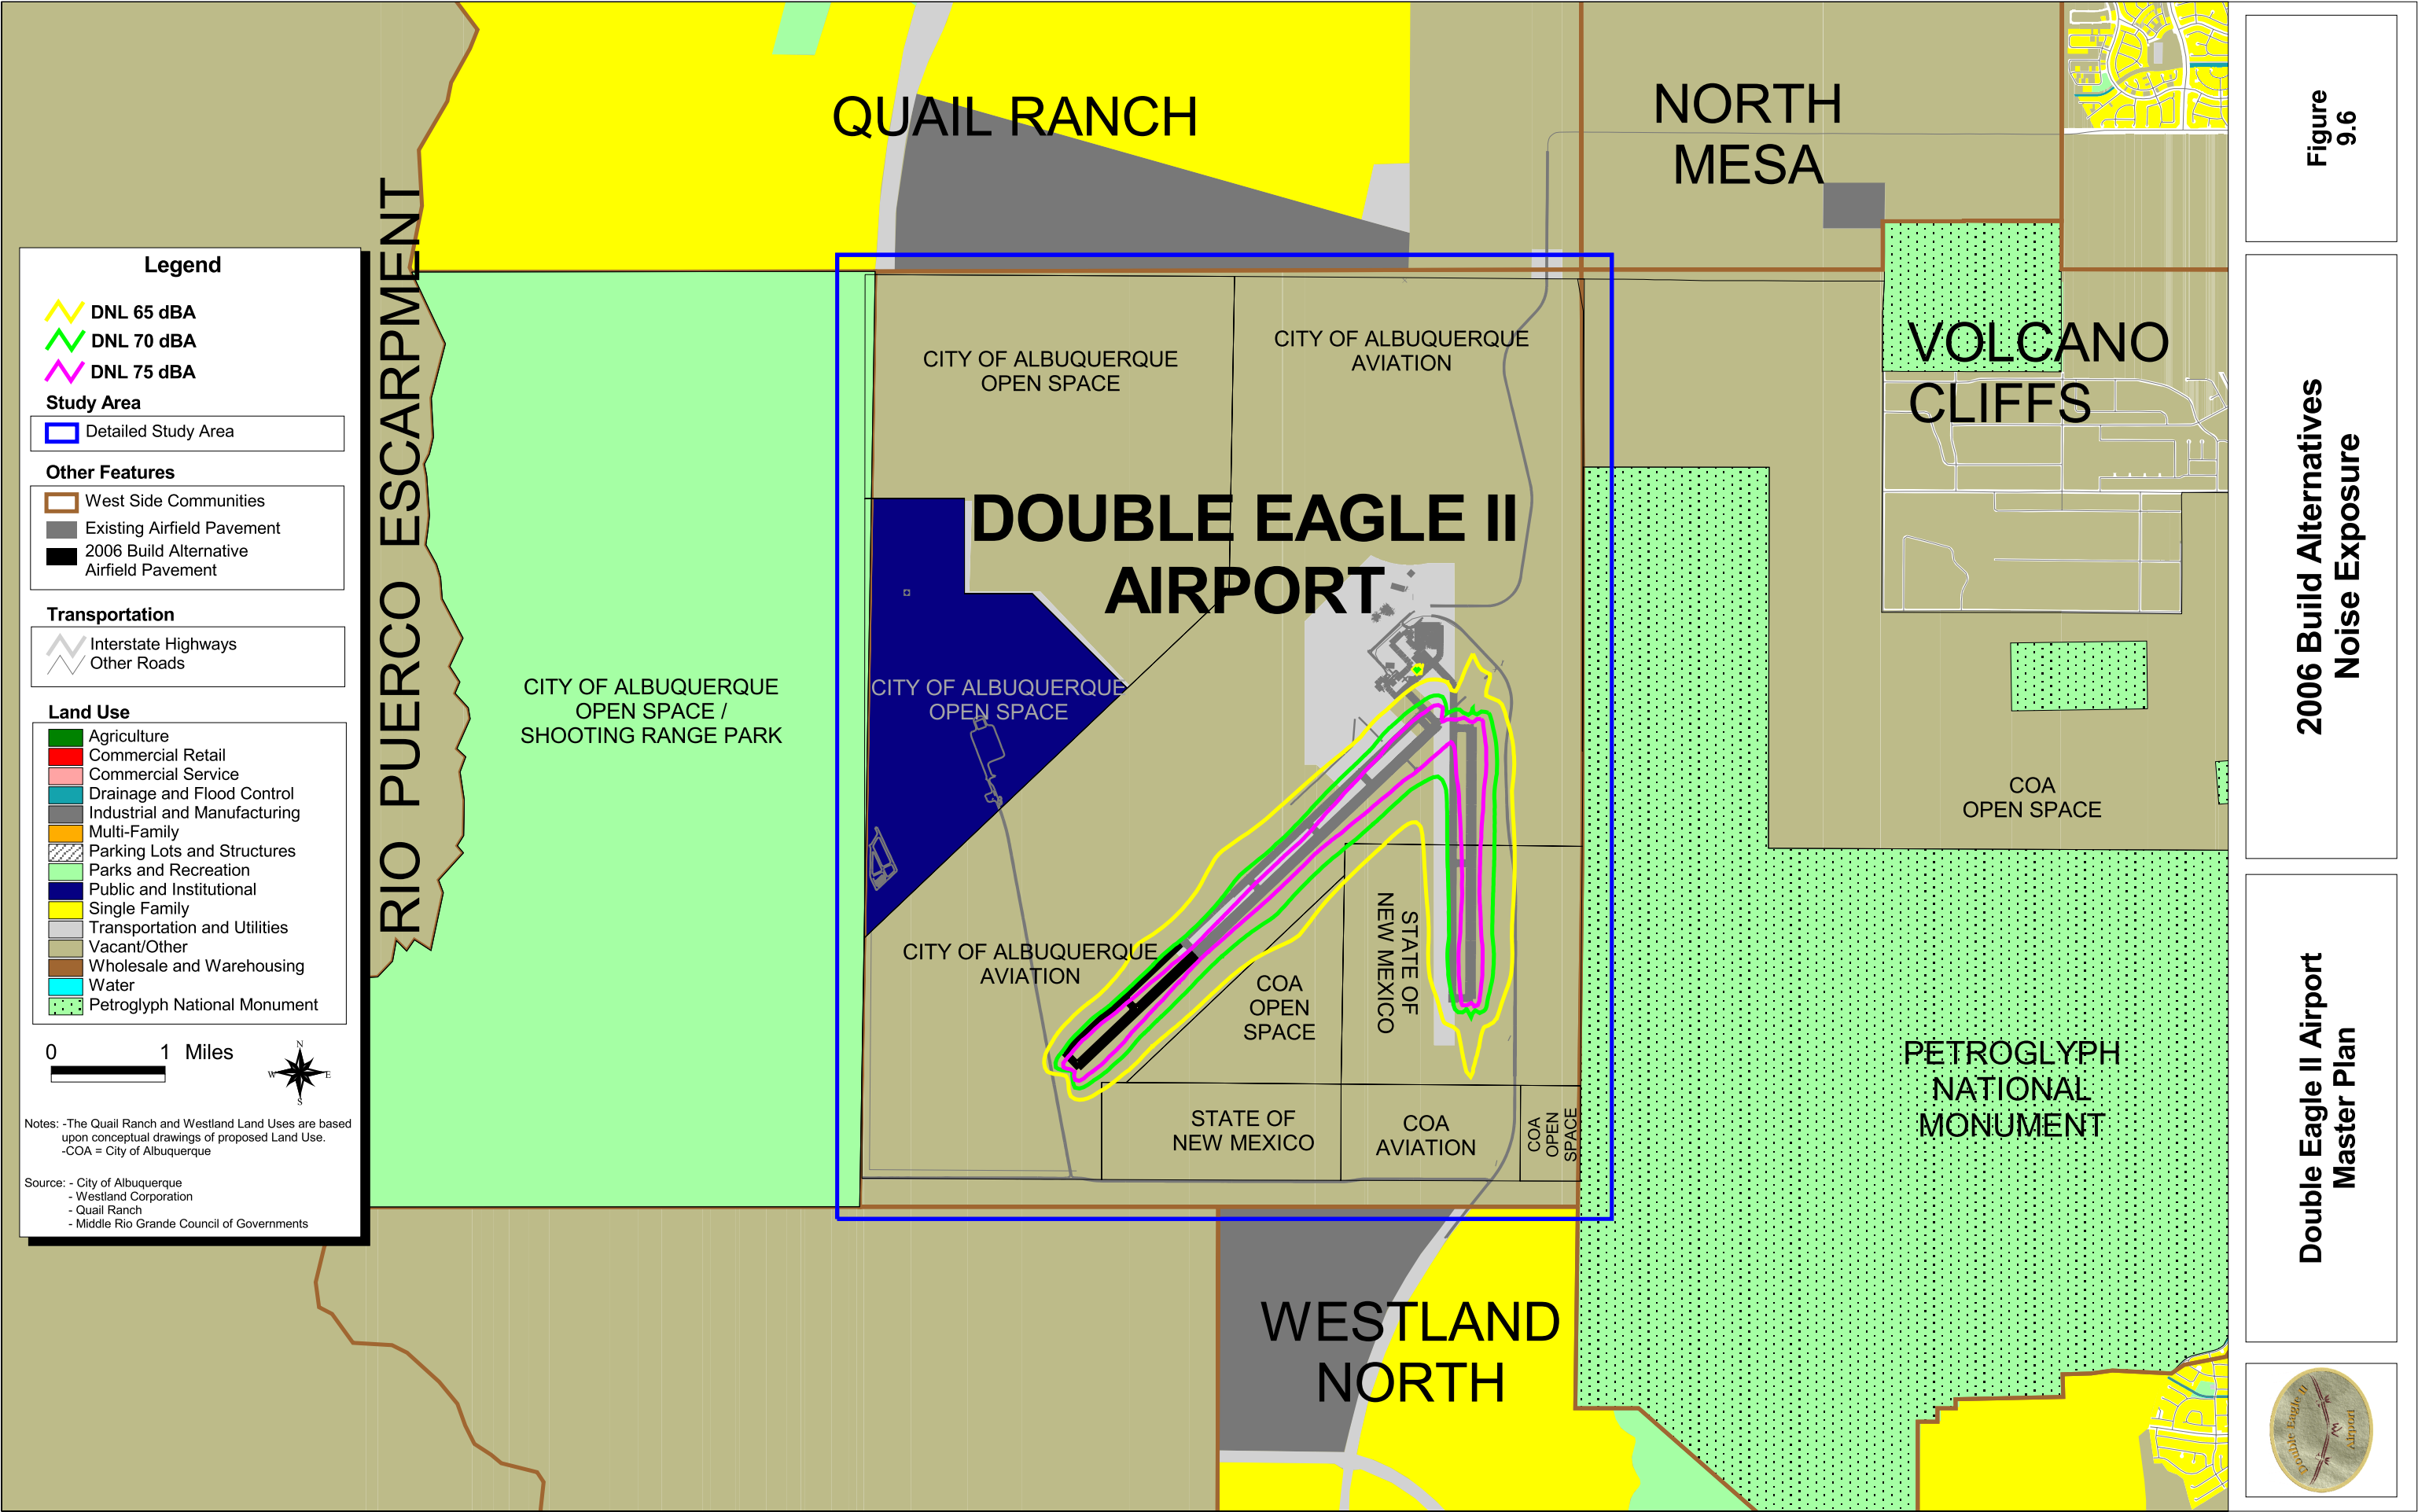 QUAIL RANCH
NORTH
MESA
VOLCANO
CLIFFS
RIO PUERCO ESCARPMENT
Legend
DNL 65 dBA
DNL 70 dBA
DNL 75 dBA
Study Area
Detailed Study Area
Other Features
West Side Communities
Existing Airfield Pavement
2006 Build Alternative
Airfield Pavement
Transportation
Interstate Highways
Other Roads
Land Use
Agriculture
Commercial Retail
Commercial Service
Drainage and Flood Control
Industrial and Manufacturing
Multi-Family
Parking Lots and Structures
Parks and Recreation
Public and Institutional
Single Family
Transportation and Utilities
Vacant/Other
Wholesale and Warehousing
Water
Petroglyph National Monument
0 1 Miles
N
W E
S
Notes: -The Quail Ranch and Westland Land Uses are based
upon conceptual drawings of proposed Land Use.
-COA = City of Albuquerque
Source: - City of Albuquerque
- Westland Corporation
- Quail Ranch
- Middle Rio Grande Council of Governments
CITY OF ALBUQUERQUE
OPEN SPACE
CITY OF ALBUQUERQUE
AVIATION
DOUBLE EAGLE II
AIRPORT
CITY OF ALBUQUERQUE
OPEN SPACE /
SHOOTING RANGE PARK
CITY OF ALBUQUERQUE
OPEN SPACE
CITY OF ALBUQUERQUE
AVIATION
COA
OPEN
SPACE
STATE OF
NEW MEXICO
STATE OF
NEW MEXICO
COA
AVIATION
COA
OPEN
SPACE
COA
OPEN SPACE
PETROGLYPH
NATIONAL
MONUMENT
WESTLAND
NORTH
Figure
9.6
2006 Build Alternatives
Noise Exposure
Double Eagle II Airport
Master Plan
Double Eagle II
Airport